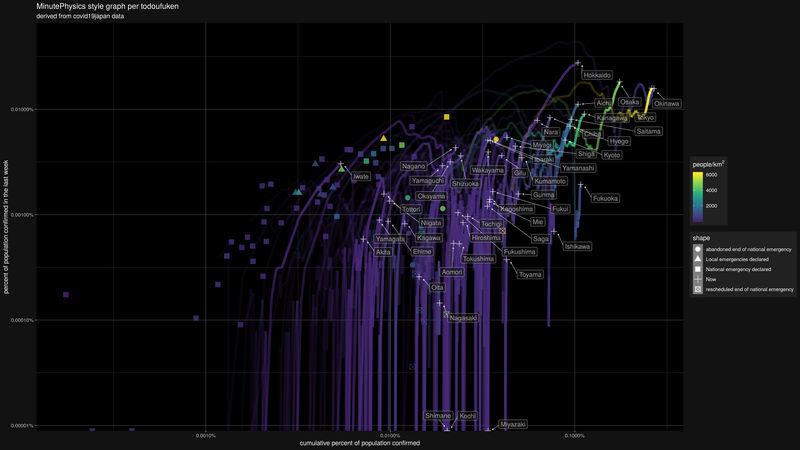 MinutePhysics style graph per todoufuken
derived from covid19japan data
percent of population confirmed in the last week
0.01000%
0.00100%
0.00010%
0.00001%
Hokkaido
Aichi
Osaka
Okinawa
Kanagawa
Tokyo
Nara
Chiba
Saitama
Hyogo
Miyagi
Shiga
Kyoto
Ibaraki
Nagano
Wakayama
Gifu
Yamanashi
Iwate
Yamaguchi
Shizuoka
Kumamoto
Okayama
Gunma
Fukuoka
Tottori
Kagoshima
Fukui
Niigata
Tochigi
Mie
Yamagata
Kagawa
Hiroshima
Saga
Ishikawa
Akita
Ehime
Tokushima
Fukushima
Aomori
Toyama
Oita
Nagasaki
Shimane
Kochi
Miyazaki
0.0010%
0.0100%
0.1000%
cumulative percent of population confirmed
people/km²
6000
4000
2000
shape
abandoned end of national emergency
Local emergencies declared
National emergency declared
Now
rescheduled end of national emergency